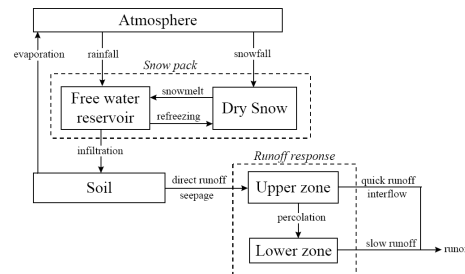 Atmosphere
evaporation
rainfall
snowfall
Snow pack
Free water
reservoir
snowmelt
refreezing
Dry Snow
infiltration
Runoff response
Soil
direct runoff
seepage
Upper zone
quick runoff
interflow
percolation
Lower zone
slow runoff
runo